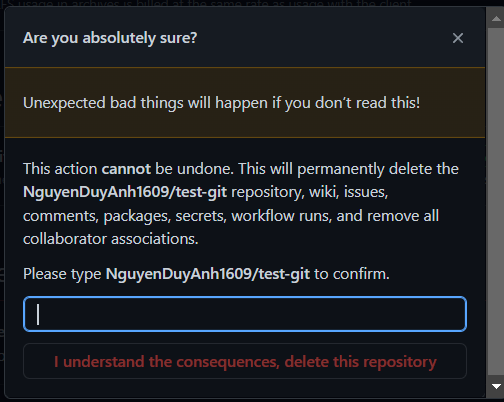 FS usage in archives is billed at the same rate as usage with the client.
Are you absolutely sure?
Unexpected bad things will happen if you don’t read this!
This action cannot be undone. This will permanently delete the
NguyenDuyAnh1609/test-git repository, wiki, issues,
comments, packages, secrets, workflow runs, and remove all
collaborator associations.
Please type NguyenDuyAnh1609/test-git to confirm.
I understand the consequences, delete this repository